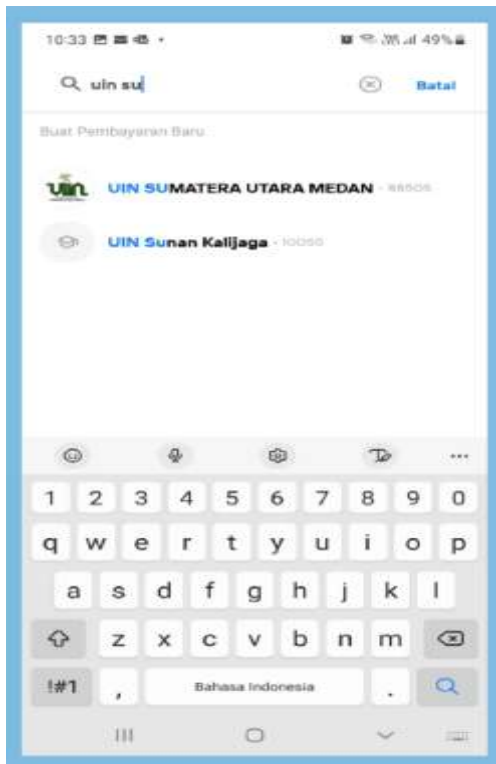 10:33
49%
uin su
Batal
Buat Pembayaran Baru
uin
UIN SUMATERA UTARA MEDAN -
UIN Sunan Kalijaga -
1 2 3 4 5 6 7 8 9 0
q w e r t y u i o p
a s d f g h j k l
z x c v b n m
!#1 , Bahasa Indonesia .